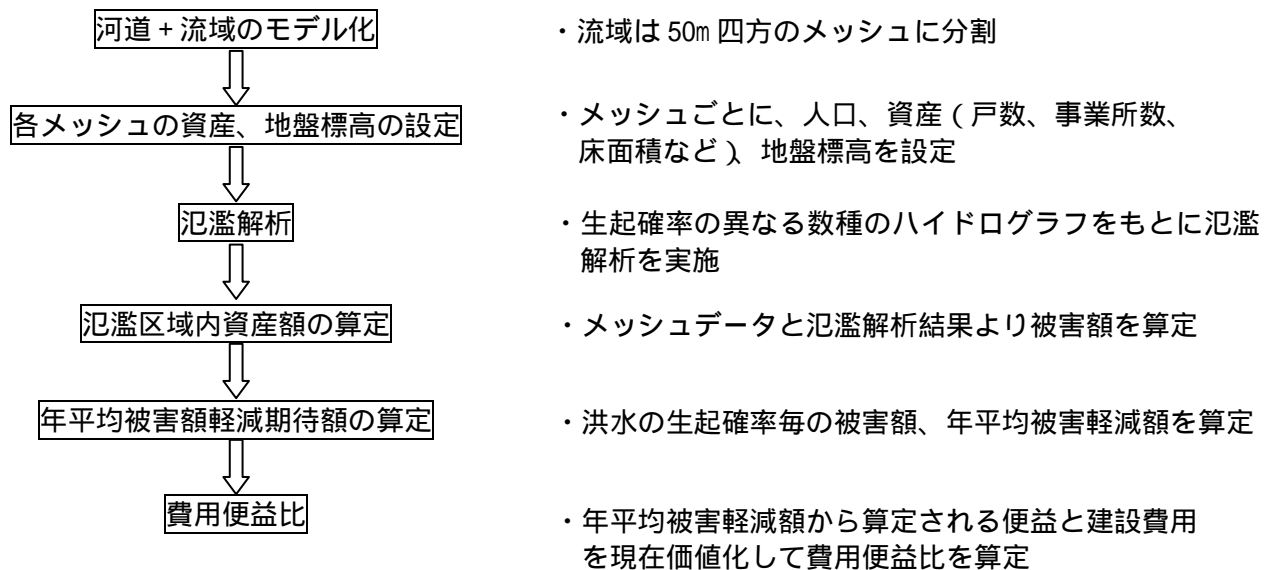 河道＋流域のモデル化
・流域は 50m 四方のメッシュに分割
各メッシュの資産、地盤標高の設定
・メッシュごとに、人口、資産（戸数、事業所数、
床面積など）、地盤標高を設定
氾濫解析
・生起確率の異なる数種のハイドログラフをもとに氾濫
解析を実施
氾濫区域内資産額の算定
・メッシュデータと氾濫解析結果より被害額を算定
年平均被害額軽減期待額の算定
・洪水の生起確率毎の被害額、年平均被害軽減額を算定
費用便益比
・年平均被害軽減額から算定される便益と建設費用
を現在価値化して費用便益比を算定